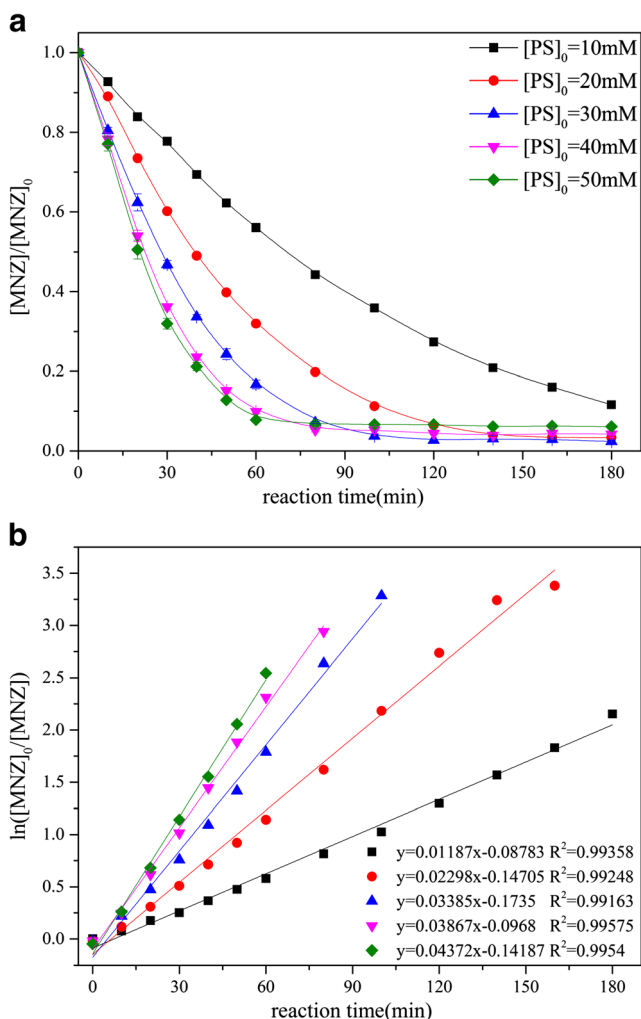 a
1.0
0.8
0.6
0.4
0.2
0.0
[MNZ]/[MNZ]₀
[PS]₀=10mM
[PS]₀=20mM
[PS]₀=30mM
[PS]₀=40mM
[PS]₀=50mM
0 30 60 90 120 150 180
reaction time(min)
b
3.5
3.0
2.5
2.0
1.5
1.0
0.5
0.0
ln([MNZ]₀/[MNZ])
y=0.01187x-0.08783 R²=0.99358
y=0.02298x-0.14705 R²=0.99248
y=0.03385x-0.1735 R²=0.99163
y=0.03867x-0.0968 R²=0.99575
y=0.04372x-0.14187 R²=0.9954
0 30 60 90 120 150 180
reaction time(min)